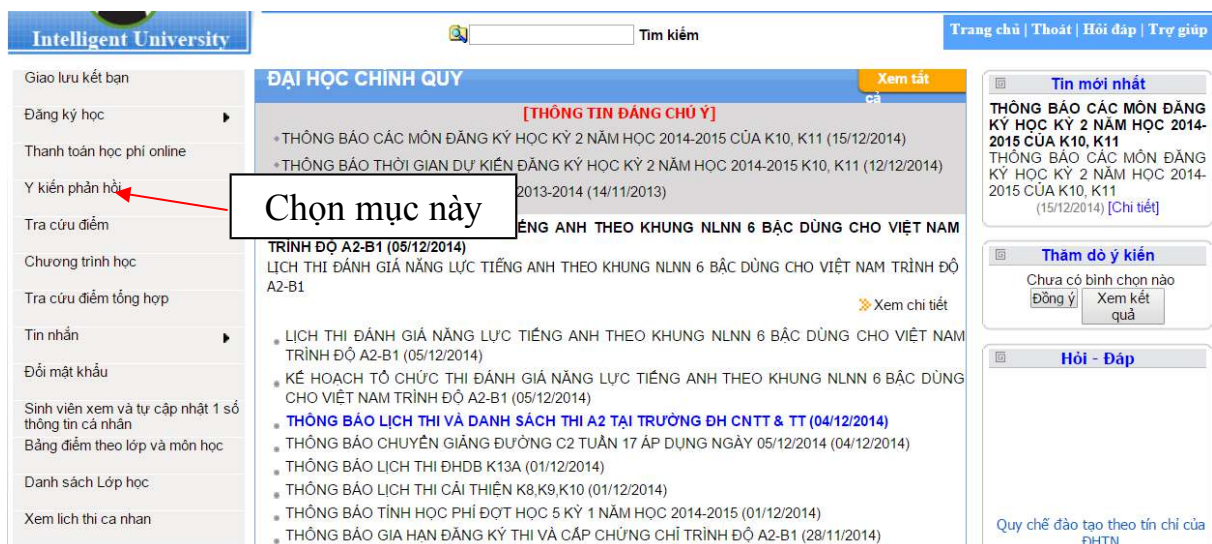 Intelligent University
Tìm kiếm
Trang chủ | Thoát | Hỏi đáp | Trợ giúp
Giao lưu kết bạn
Đăng ký học
Thanh toán học phí online
Y kiến phản hồi
Tra cứu điểm
Chương trình học
Tra cứu điểm tổng hợp
Tin nhắn
Đổi mật khẩu
Sinh viên xem và tự cập nhật 1 số
thông tin cá nhân
Bảng điểm theo lớp và môn học
Danh sách Lớp học
Xem lich thi ca nhan
Chọn mục này
ĐẠI HỌC CHÍNH QUY
Xem tất
cả
[THÔNG TIN ĐÁNG CHÚ Ý]
THÔNG BÁO CÁC MÔN ĐĂNG KÝ HỌC KỲ 2 NĂM HỌC 2014-2015 CỦA K10, K11 (15/12/2014)
THÔNG BÁO THỜI GIAN DỰ KIẾN ĐĂNG KÝ HỌC KỲ 2 NĂM HỌC 2014-2015 K10, K11 (12/12/2014)
2013-2014 (14/11/2013)
TIẾNG ANH THEO KHUNG NLNN 6 BẬC DÙNG CHO VIỆT NAM
TRÌNH ĐỘ A2-B1 (05/12/2014)
LỊCH THI ĐÁNH GIÁ NĂNG LỰC TIẾNG ANH THEO KHUNG NLNN 6 BẬC DÙNG CHO VIỆT NAM TRÌNH ĐỘ
A2-B1
Xem chi tiết
LỊCH THI ĐÁNH GIÁ NĂNG LỰC TIẾNG ANH THEO KHUNG NLNN 6 BẬC DÙNG CHO VIỆT NAM
TRÌNH ĐỘ A2-B1 (05/12/2014)
KẾ HOẠCH TỔ CHỨC THI ĐÁNH GIÁ NĂNG LỰC TIẾNG ANH THEO KHUNG NLNN 6 BẬC DÙNG
CHO VIỆT NAM TRÌNH ĐỘ A2-B1 (05/12/2014)
THÔNG BÁO LỊCH THI VÀ DANH SÁCH THI A2 TẠI TRƯỜNG ĐH CNTT & TT (04/12/2014)
THÔNG BÁO CHUYỂN GIẢNG ĐƯỜNG C2 TUẦN 17 ÁP DỤNG NGÀY 05/12/2014 (04/12/2014)
THÔNG BÁO LỊCH THI ĐHDB K13A (01/12/2014)
THÔNG BÁO LỊCH THI CẢI THIỆN K8,K9,K10 (01/12/2014)
THÔNG BÁO TÍNH HỌC PHÍ ĐỢT HỌC 5 KỲ 1 NĂM HỌC 2014-2015 (01/12/2014)
THÔNG BÁO GIA HẠN ĐĂNG KÝ THI VÀ CẤP CHỨNG CHỈ TRÌNH ĐỘ A2-B1 (28/11/2014)
Tin mới nhất
THÔNG BÁO CÁC MÔN ĐĂNG
KÝ HỌC KỲ 2 NĂM HỌC 2014-
2015 CỦA K10, K11
THÔNG BÁO CÁC MÔN ĐĂNG
KÝ HỌC KỲ 2 NĂM HỌC 2014-
2015 CỦA K10, K11
(15/12/2014) [Chi tiết]
Thăm dò ý kiến
Chưa có bình chọn nào
Đồng ý Xem kết
quả
Hỏi - Đáp
Quy chế đào tạo theo tín chỉ của
ĐHTN